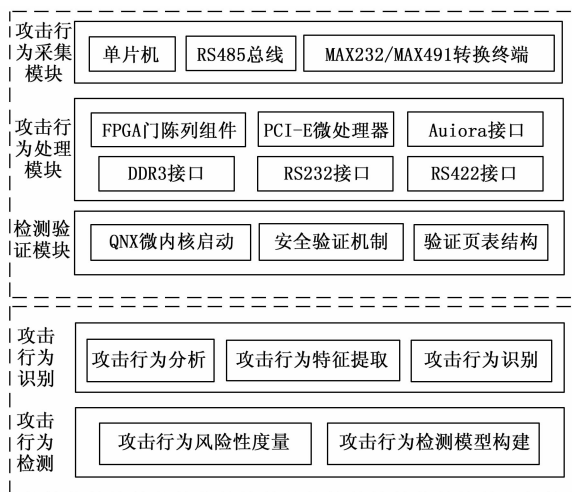 攻击行
为采集
模块
单片机
RS485总线
MAX232/MAX491转换终端
攻击行
为处理
模块
FPGA门陈列组件
PCI-E微处理器
Auiora接口
DDR3接口
RS232接口
RS422接口
检测验
证模块
QNX微内核启动
安全验证机制
验证页表结构
攻击
行为
识别
攻击行为分析
攻击行为特征提取
攻击行为识别
攻击
行为
检测
攻击行为风险性度量
攻击行为检测模型构建